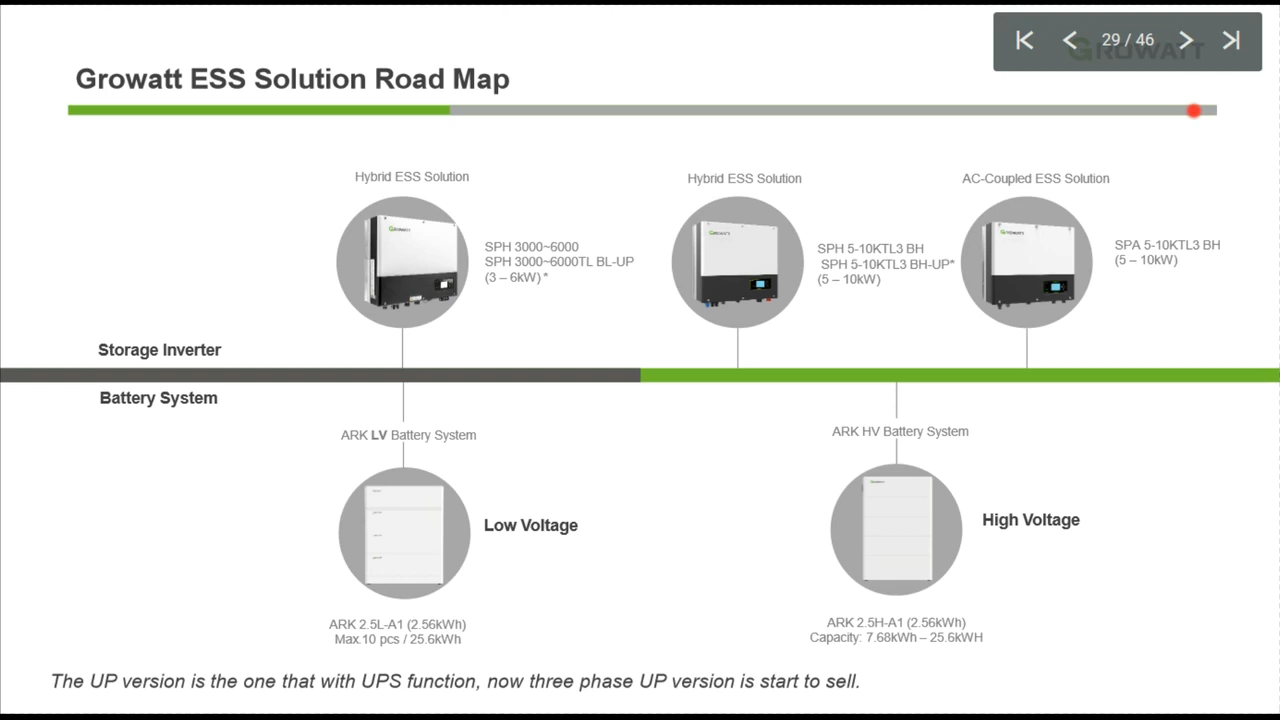 29 / 46
GROWATT
Growatt ESS Solution Road Map
Hybrid ESS Solution
Hybrid ESS Solution
AC-Coupled ESS Solution
GROWATT
SPH 3000~6000
SPH 3000~6000TL BL-UP
(3 – 6kW) *
GROWATT
SPH 5-10KTL3 BH
SPH 5-10KTL3 BH-UP*
(5 – 10kW)
GROWATT
SPA 5-10KTL3 BH
(5 – 10kW)
Storage Inverter
Battery System
ARK LV Battery System
ARK HV Battery System
Low Voltage
High Voltage
ARK 2.5L-A1 (2.56kWh)
Max.10 pcs / 25.6kWh
ARK 2.5H-A1 (2.56kWh)
Capacity: 7.68kWh – 25.6kWH
The UP version is the one that with UPS function, now three phase UP version is start to sell.